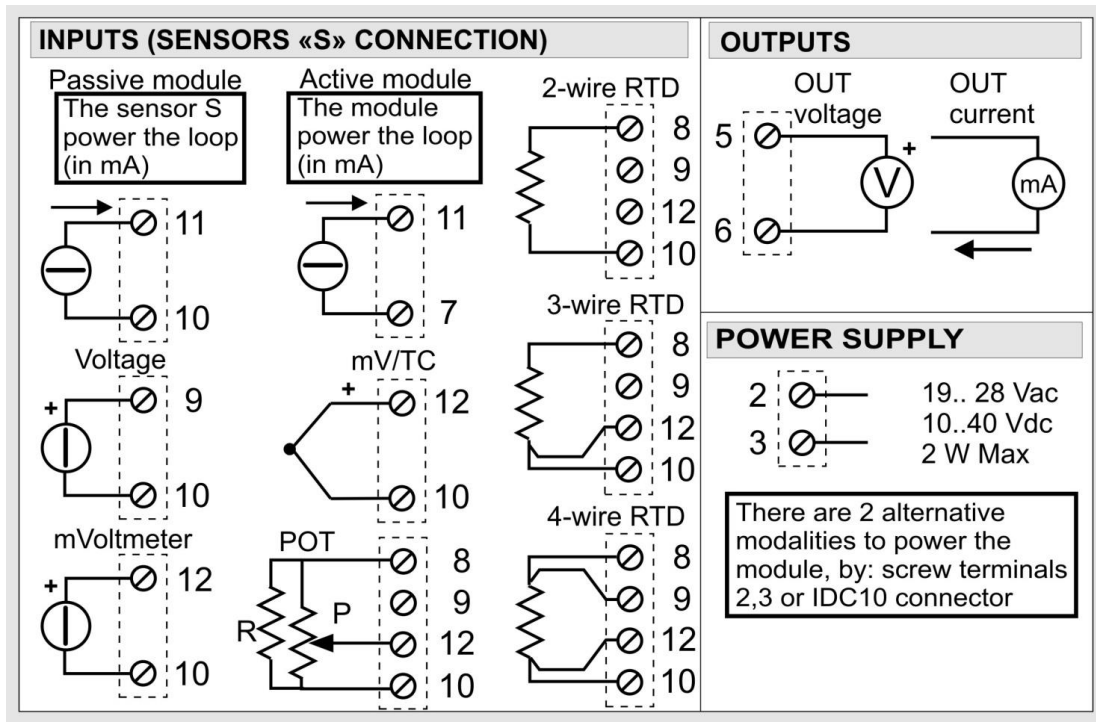 INPUTS (SENSORS «S» CONNECTION)
Passive module
The sensor S
power the loop
(in mA)
11
10
Active module
The module
power the loop
(in mA)
11
7
2-wire RTD
8
9
12
10
Voltage
+
9
10
mV/TC
+
12
10
3-wire RTD
8
9
12
10
mVoltmeter
+
12
10
POT
R
P
8
9
12
10
4-wire RTD
8
9
12
10
OUTPUTS
OUT
voltage
5
6
+
V
OUT
current
mA
POWER SUPPLY
2
3
19.. 28 Vac
10..40 Vdc
2 W Max
There are 2 alternative
modalities to power the
module, by: screw terminals
2,3 or IDC10 connector